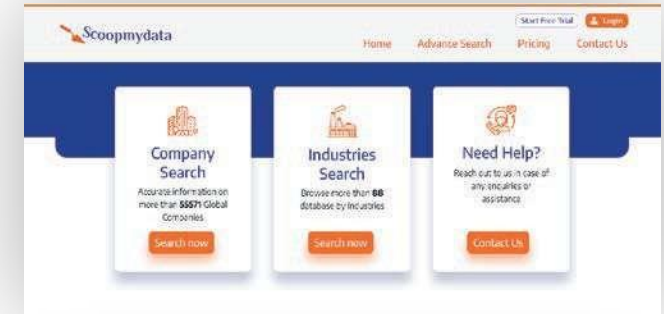 Start Free Trial Login
Scoopmydata
Home Advance Search Pricing Contact Us
Company
Search
Accurate information on
more than 55571 Global
Companies
Search now
Industries
Search
Browse more than 88
database by industries
Search now
Need Help?
Reach out to us in case of
any enquiries or
assistance
Contact Us